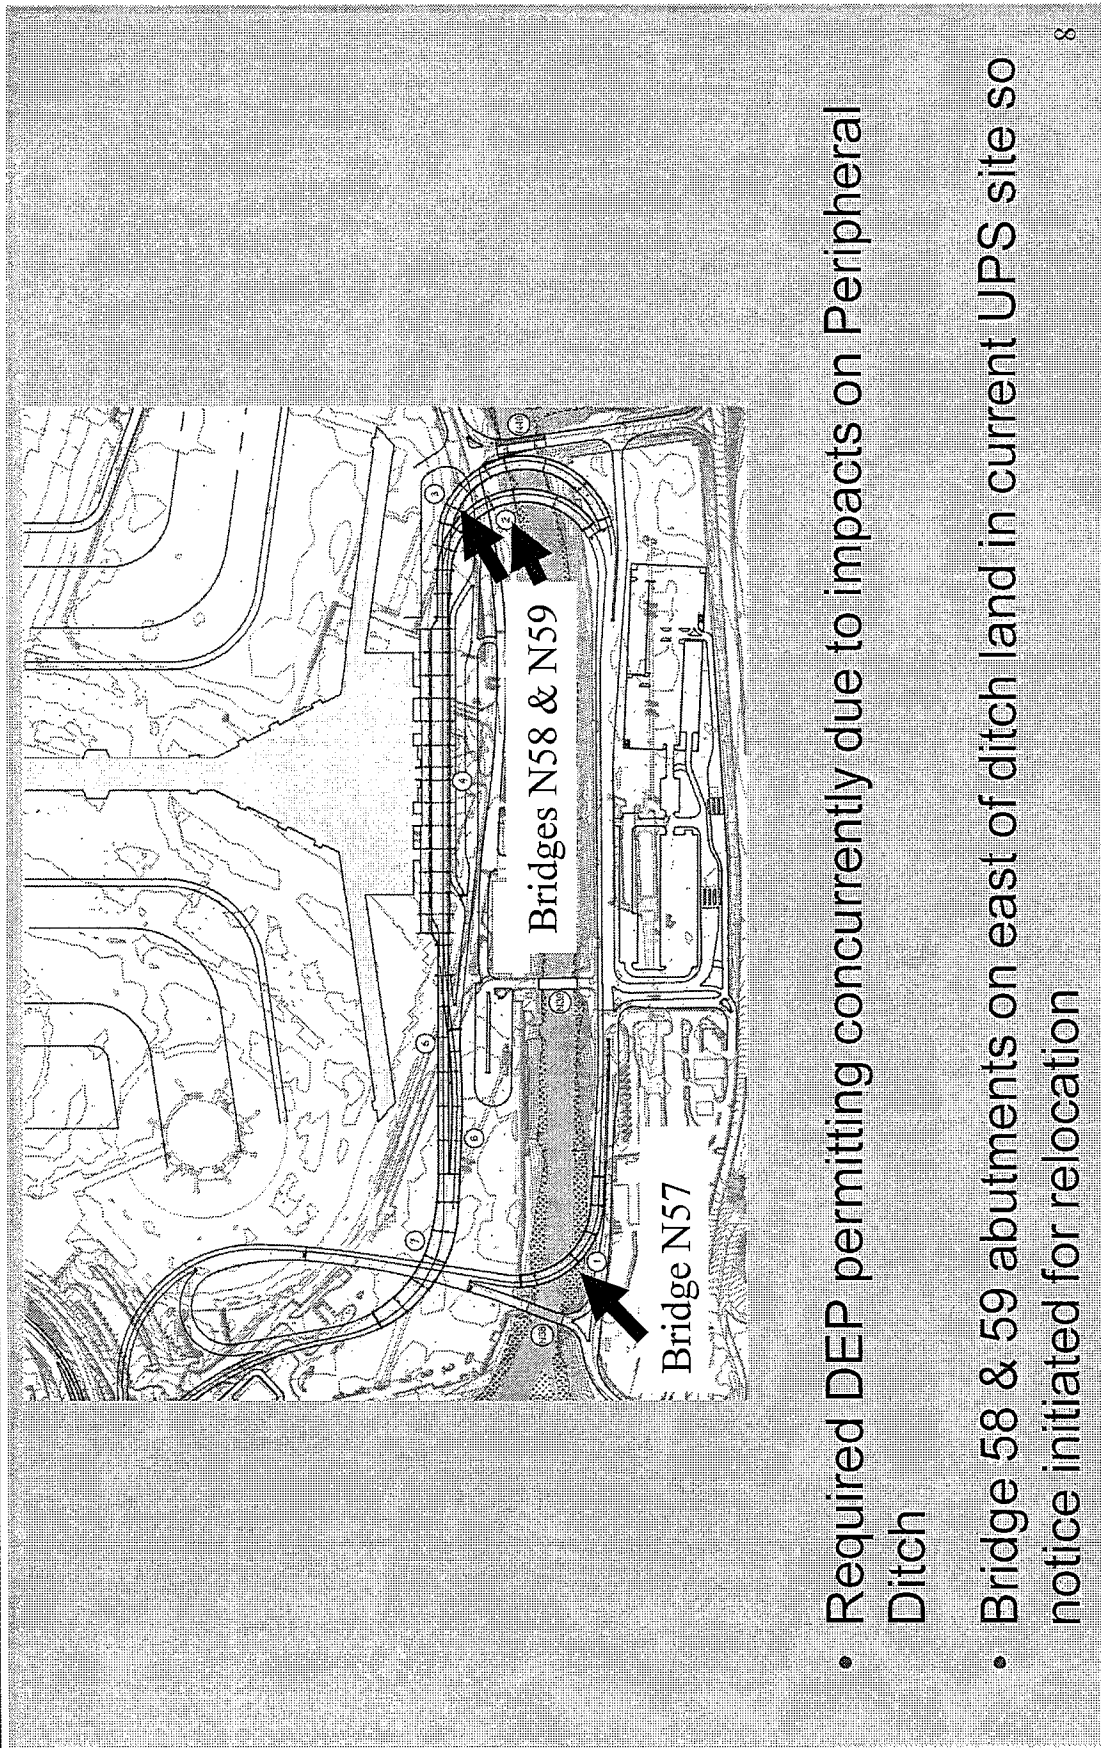 Bridges N58 & N59
Bridge N57
• Required DEP permitting concurrently due to impacts on Peripheral
Ditch
• Bridge 58 & 59 abutments on east of ditch land in current UPS site so
notice initiated for relocation
8